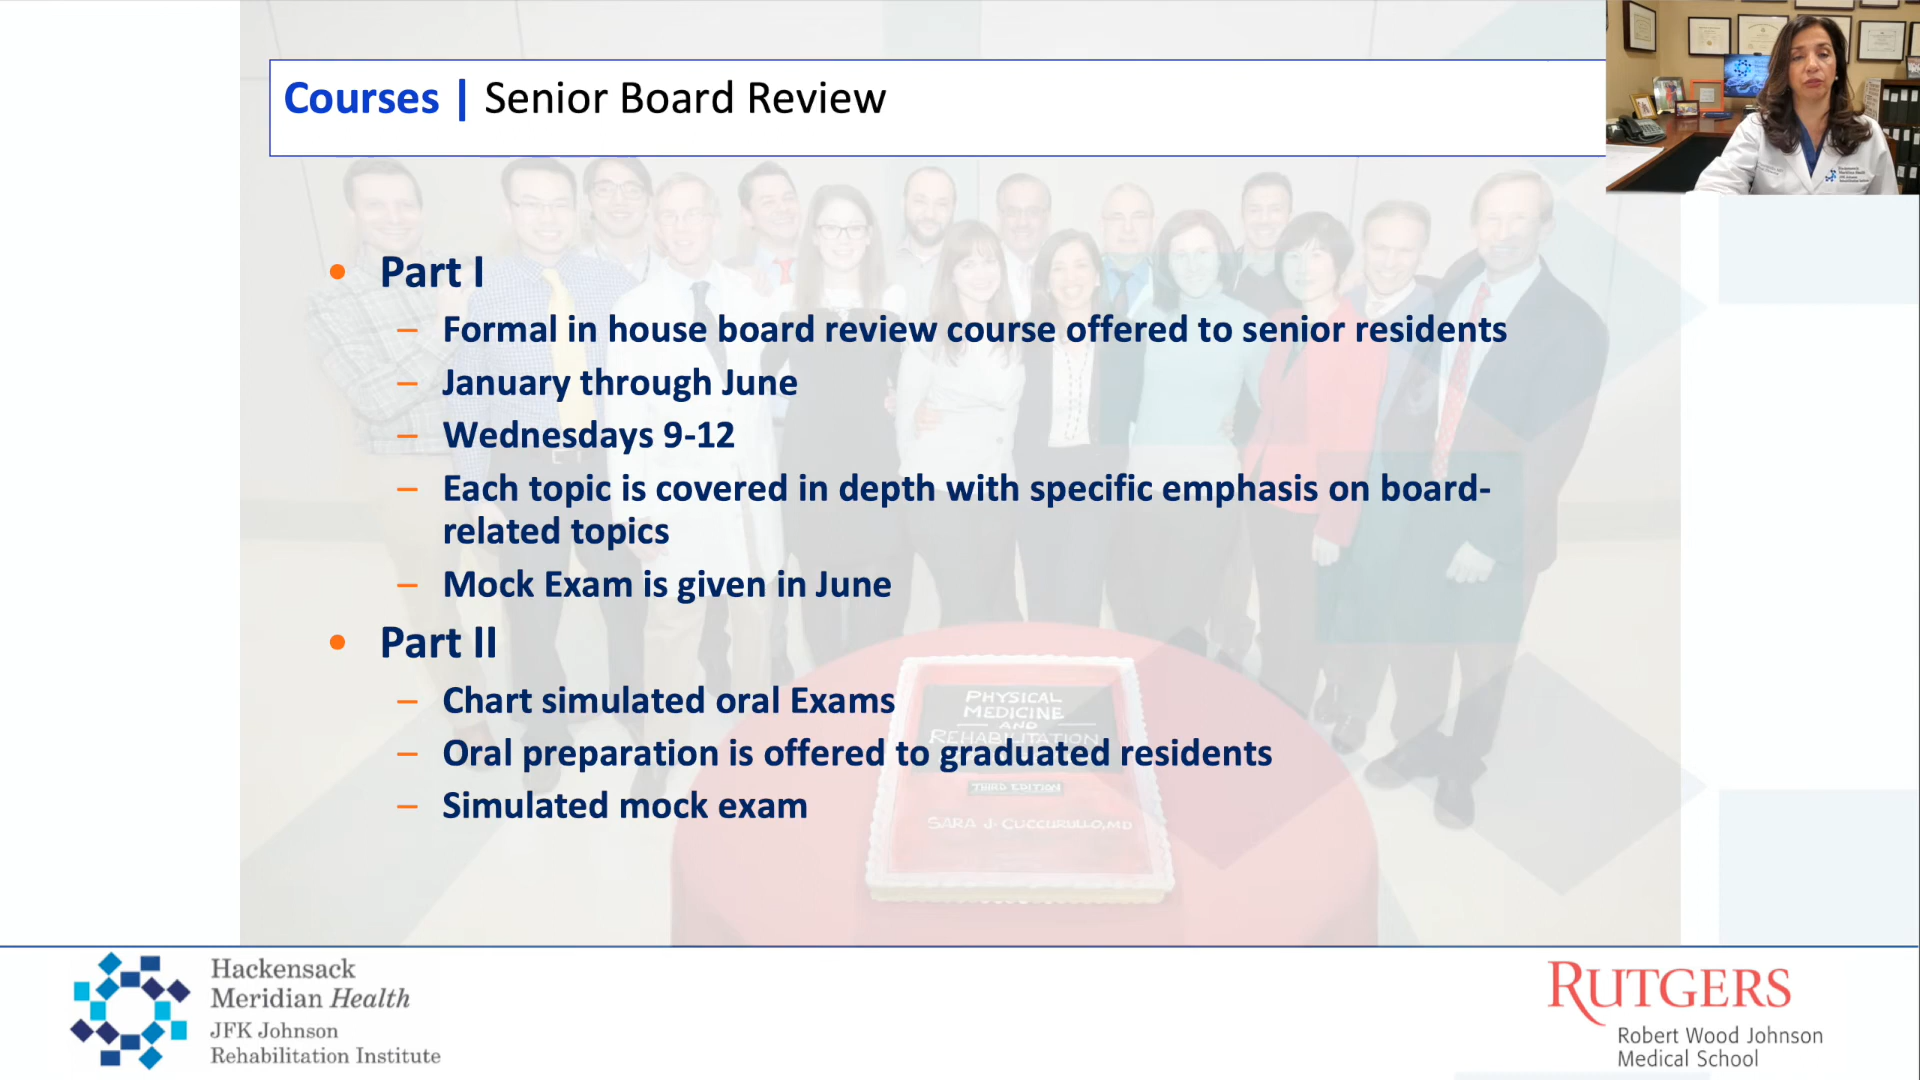 Courses | Senior Board Review
• Part I
– Formal in house board review course offered to senior residents
– January through June
– Wednesdays 9-12
– Each topic is covered in depth with specific emphasis on board-
related topics
– Mock Exam is given in June
• Part II
– Chart simulated oral Exams
– Oral preparation is offered to graduated residents
– Simulated mock exam
PHYSICAL
MEDICINE
AND
REHABILITATION
THIRD EDITION
SARA J. CUCCURULLO, MD
Hackensack
Meridian Health
JFK Johnson
Rehabilitation Institute
RUTGERS
Robert Wood Johnson
Medical School